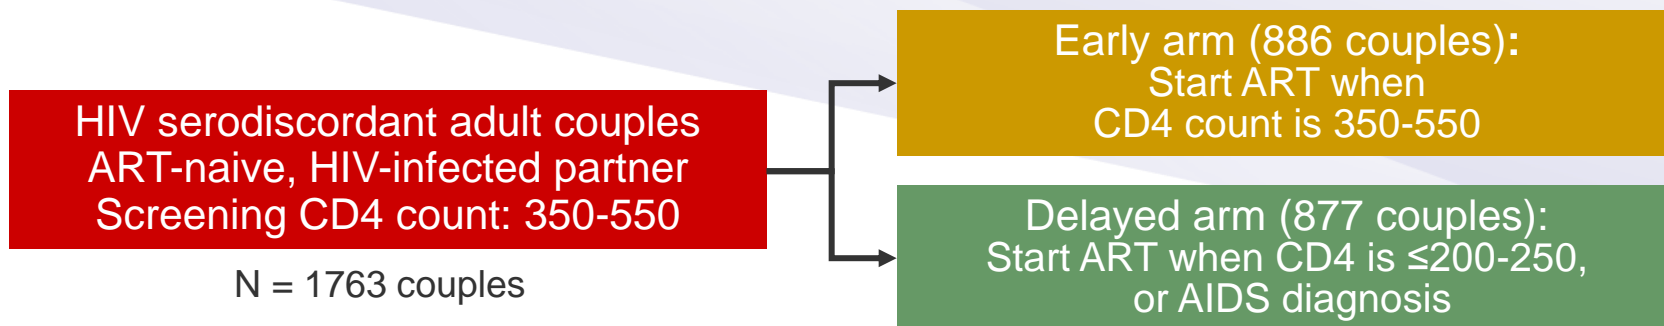 HIV serodiscordant adult couples
ART-naive, HIV-infected partner
Screening CD4 count: 350-550
N = 1763 couples
Early arm (886 couples):
Start ART when
CD4 count is 350-550
Delayed arm (877 couples):
Start ART when CD4 is ≤200-250,
or AIDS diagnosis